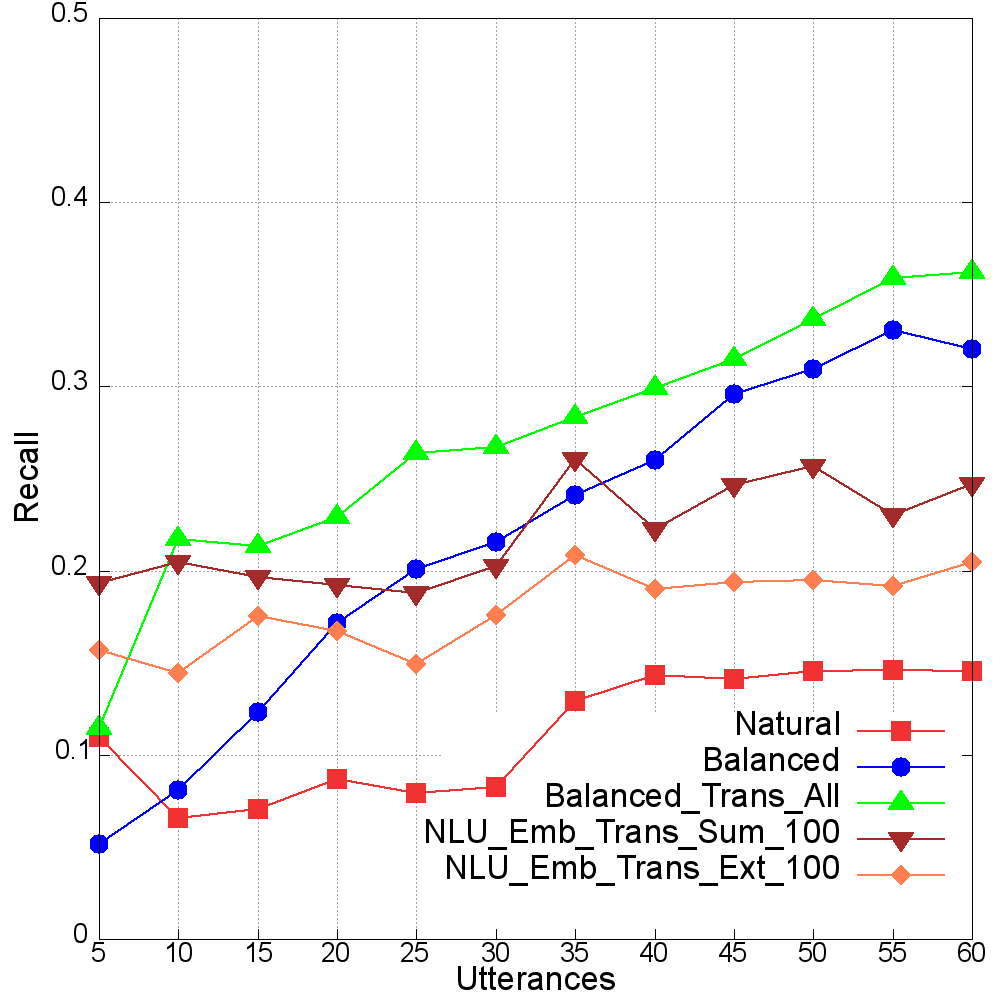 0.5
0.4
0.3
0.2
0.1
0
Recall
Natural
Balanced
Balanced_Trans_All
NLU_Emb_Trans_Sum_100
NLU_Emb_Trans_Ext_100
5 10 15 20 25 30 35 40 45 50 55 60
Utterances